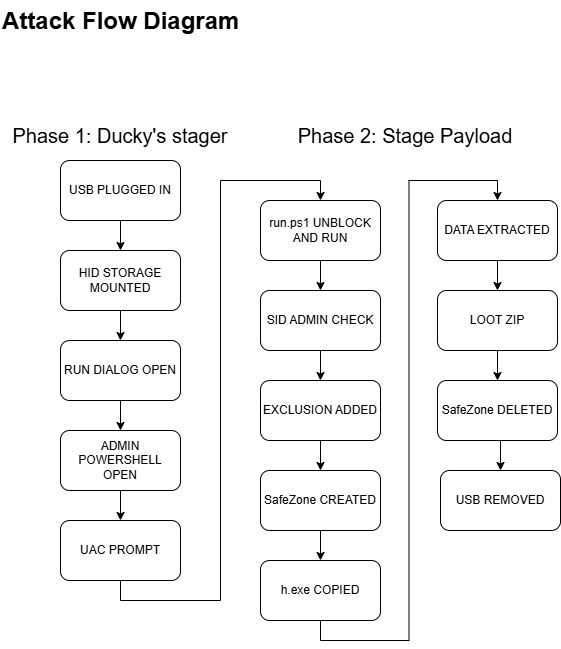 Attack Flow Diagram
Phase 1: Ducky's stager
USB PLUGGED IN
HID STORAGE
MOUNTED
RUN DIALOG OPEN
ADMIN
POWERSHELL
OPEN
UAC PROMPT
Phase 2: Stage Payload
run.ps1 UNBLOCK
AND RUN
SID ADMIN CHECK
EXCLUSION ADDED
SafeZone CREATED
h.exe COPIED
DATA EXTRACTED
LOOT ZIP
SafeZone DELETED
USB REMOVED